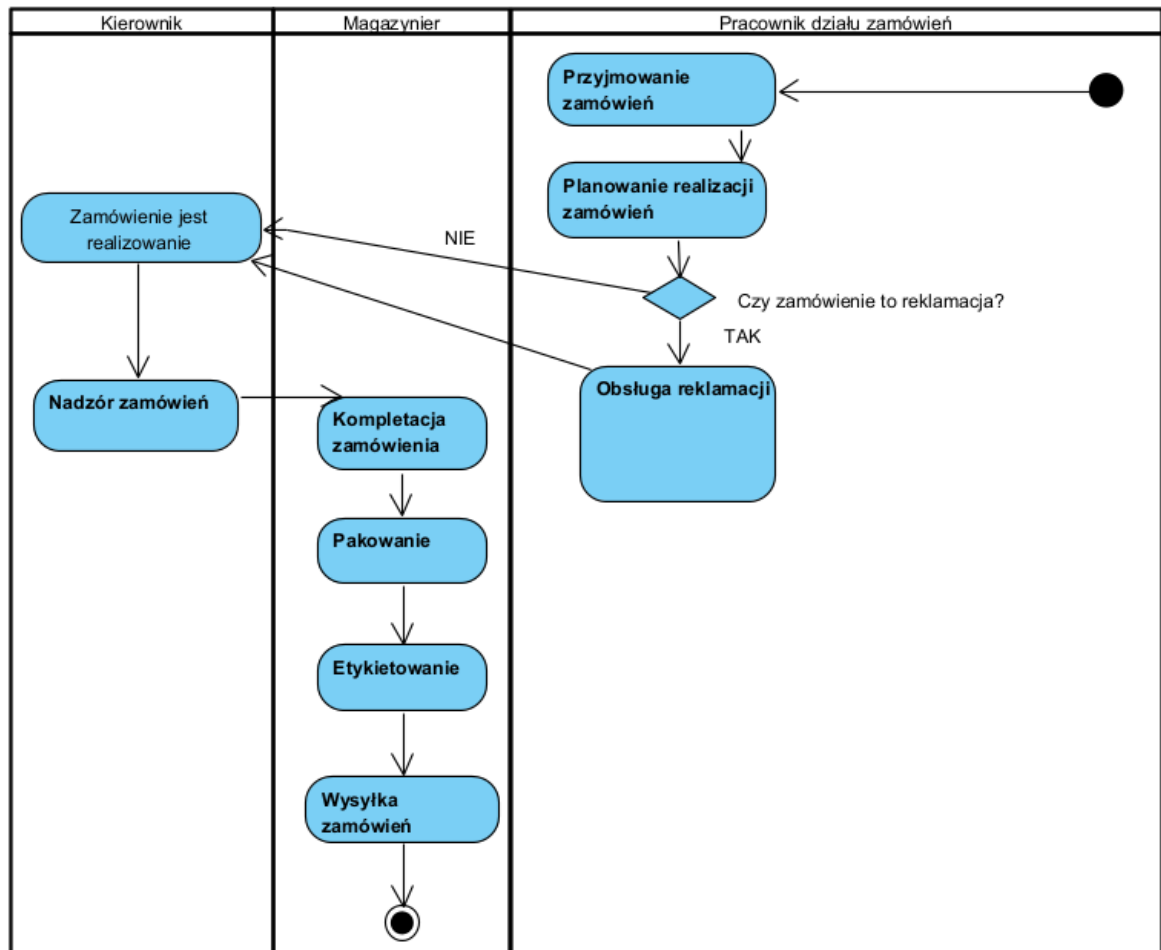 Kierownik
Magazynier
Pracownik działu zamówień
Przyjmowanie
zamówień
Planowanie realizacji
zamówień
Zamówienie jest
realizowanie
NIE
Czy zamówienie to reklamacja?
TAK
Obsługa reklamacji
Nadzór zamówień
Kompletacja
zamówienia
Pakowanie
Etykietowanie
Wysyłka
zamówień